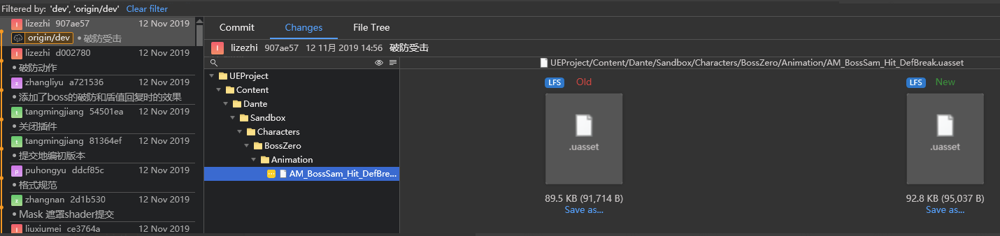 Filtered by: 'dev', 'origin/dev' Clear filter
lizezhi 907ae57 12 Nov 2019
origin/dev • 破防受击
lizezhi d002780 12 Nov 2019
• 破防动作
zhangliyu a721536 12 Nov 2019
• 添加了boss的破防和盾值回复时的效果
tangmingjiang 54501ea 12 Nov 2019
• 关闭插件
tangmingjiang 81364ef 12 Nov 2019
• 提交地编初版本
puhongyu ddcf85c 12 Nov 2019
• 格式规范
zhangnan 2d1b530 12 Nov 2019
• Mask 遮罩shader提交
liuxiumei ce3764a 12 Nov 2019
Commit Changes File Tree
lizezhi 907ae57 12 11月 2019 14:56 破防受击
UEProject
Content
Dante
Sandbox
Characters
BossZero
Animation
AM_BossSam_Hit_DefBre...
UEProject/Content/Dante/Sandbox/Characters/BossZero/Animation/AM_BossSam_Hit_DefBreak.uasset
LFS Old
.uasset
89.5 KB (91,714 B)
Save as...
LFS New
.uasset
92.8 KB (95,037 B)
Save as...